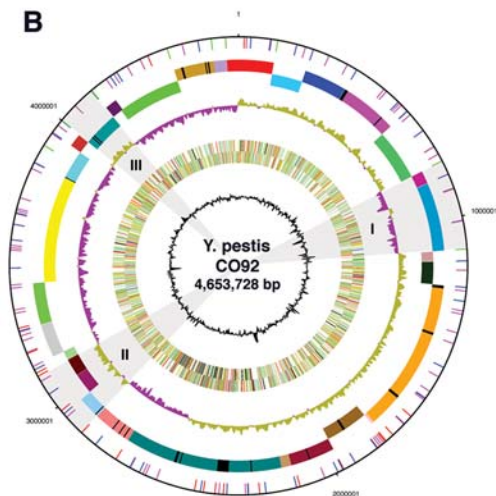 B
1
4000001
III
I
1000001
Y. pestis
CO92
4,653,728 bp
II
3000001
2000001